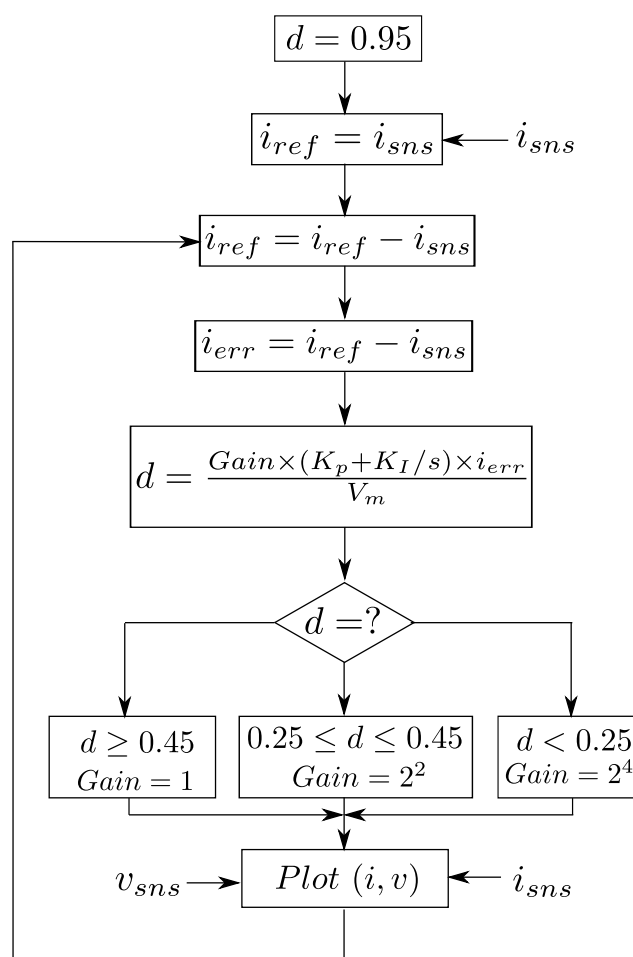 d = 0.95
i_{ref} = i_{sns}
i_{sns}
i_{ref} = i_{ref} − i_{sns}
i_{err} = i_{ref} − i_{sns}
d = \frac{Gain×(K_p+K_I/s)×i_{err}}{V_m}
d =?
d ≥ 0.45
Gain = 1
0.25 ≤ d ≤ 0.45
Gain = 2^2
d < 0.25
Gain = 2^4
v_{sns}
Plot (i, v)
i_{sns}